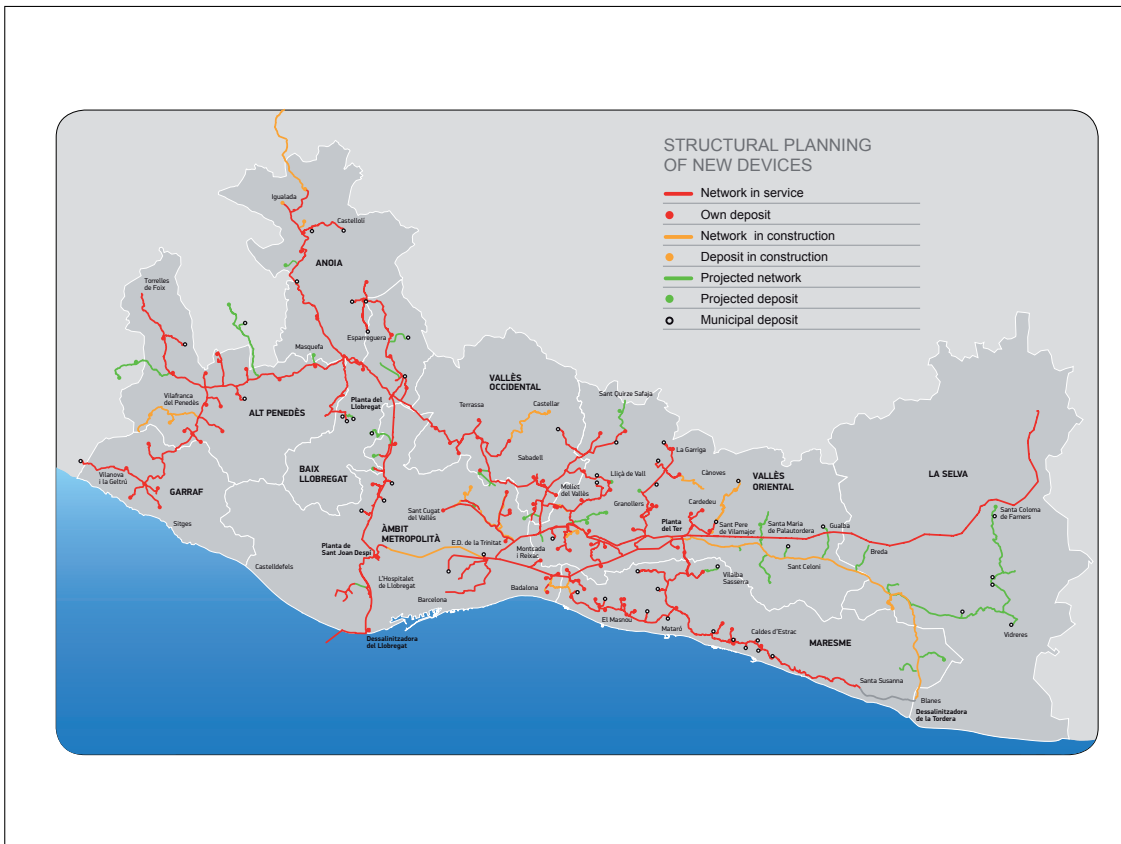 STRUCTURAL PLANNING
OF NEW DEVICES
Network in service
Own deposit
Network in construction
Deposit in construction
Projected network
Projected deposit
Municipal deposit
Igualada
Castellolí
ANOIA
Torrelles
de Foix
Esparreguera
Masquefa
VALLÈS
OCCIDENTAL
Sant Quirze Safaja
Vilafranca
del Penedès
ALT PENEDÈS
Planta del
Llobregat
Terrassa
Castellar
La Garriga
Cànoves
VALLÈS
ORIENTAL
LA SELVA
Vilanova
i la Geltrú
GARRAF
BAIX
LLOBREGAT
Sabadell
Mollet
del Vallès
Lliçà de Vall
Granollers
Cardedeu
Sitges
Sant Cugat
del Vallès
ÀMBIT
METROPOLITÀ
E.D. de la Trinitat
Montcada
i Reixac
Planta
del Ter
Sant Pere
de Vilamajor
Santa Maria
de Palautordera
Gualba
Santa Coloma
de Farners
Breda
Sant Celoni
Castelldefels
Planta de
Sant Joan Despí
L'Hospitalet
de Llobregat
Barcelona
Badalona
Vilalba
Sasserra
El Masnou
Mataró
Caldes d'Estrac
MARESME
Vidreres
Dessalinitzadora
del Llobregat
Santa Susanna
Blanes
Dessalinitzadora
de la Tordera